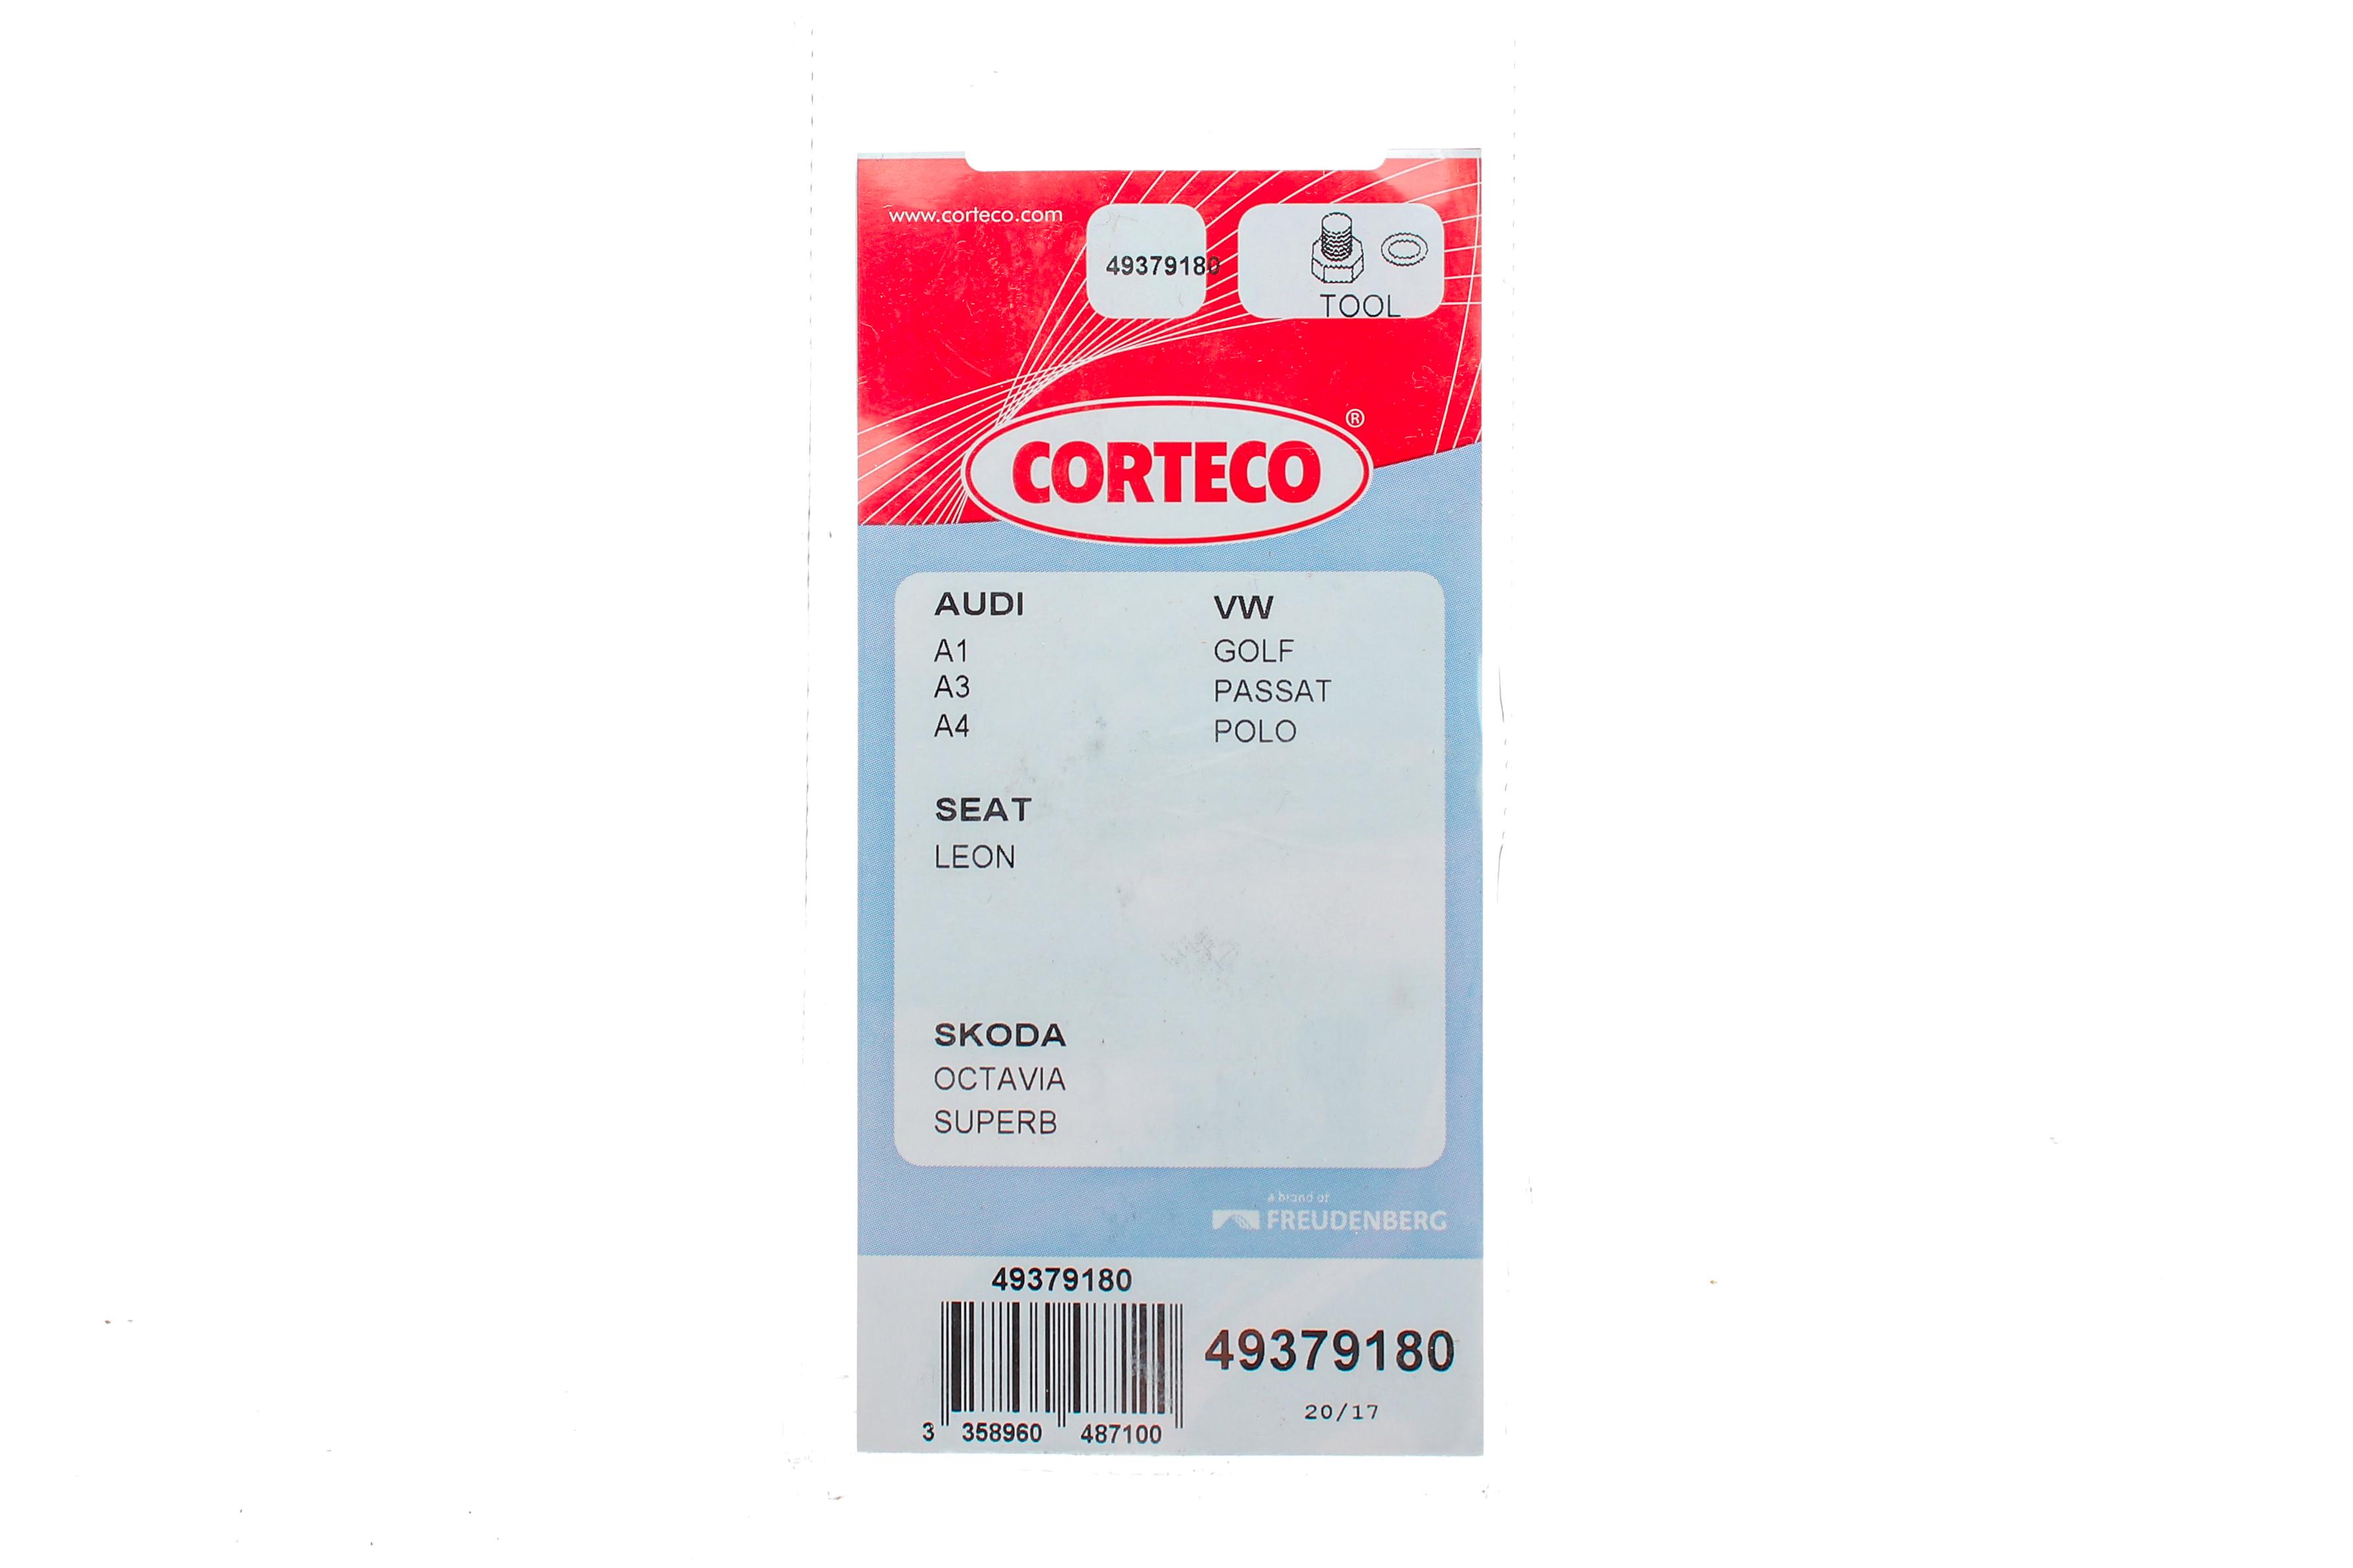 www.corteco.com
49379180
TOOL
CORTECO®
AUDI
A1
A3
A4
VW
GOLF
PASSAT
POLO
SEAT
LEON
SKODA
OCTAVIA
SUPERB
a brand of
FREUDENBERG
49379180
3 358960 487100
49379180
20/17